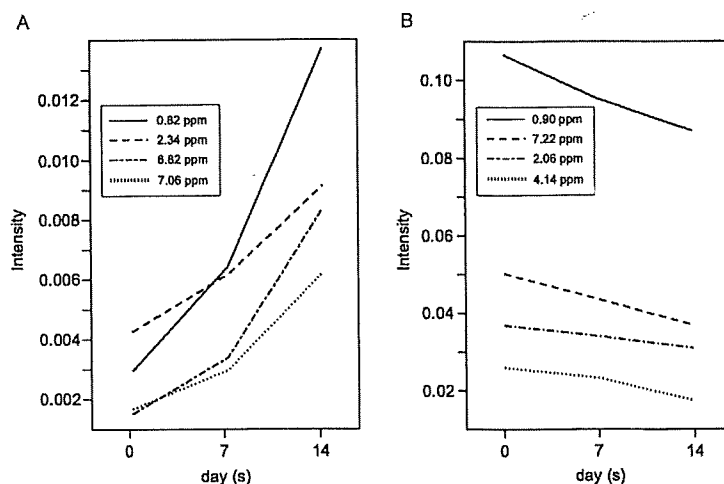 A
Intensity
0.012
0.010
0.008
0.006
0.004
0.002
0.82 ppm
2.34 ppm
8.82 ppm
7.06 ppm
0 7 14
day (s)
B
Intensity
0.10
0.08
0.06
0.04
0.02
0.90 ppm
7.22 ppm
2.06 ppm
4.14 ppm
0 7 14
day (s)